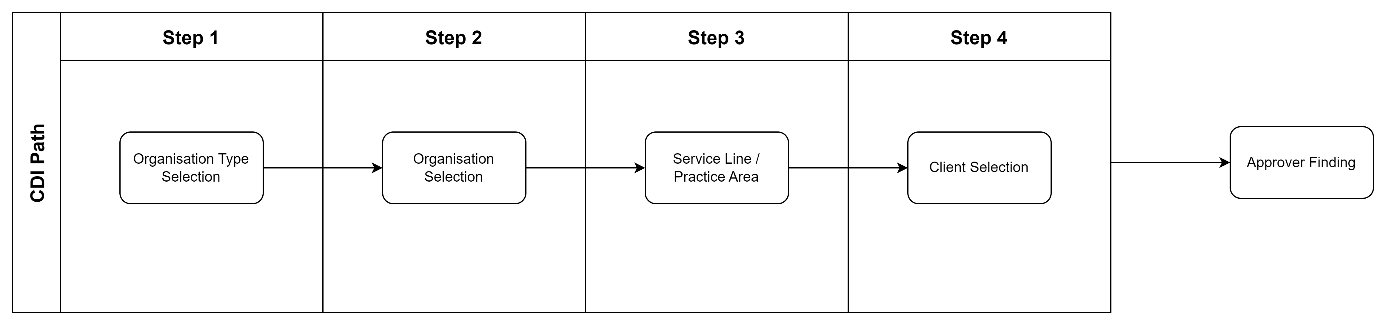 Step 1
Step 2
Step 3
Step 4
CDI Path
Organisation Type
Selection
Organisation
Selection
Service Line /
Practice Area
Client Selection
Approver Finding